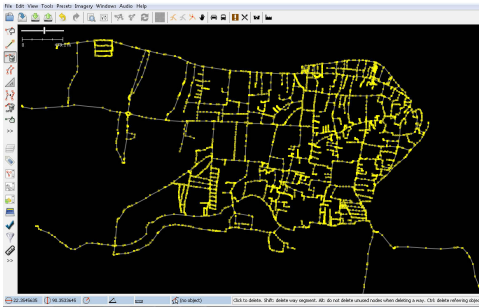 File Edit View Tools Presets Imagery Windows Audio Help
>>
>>
(no object)
Click to delete. Shift: delete way segment. Alt: do not delete unused nodes when deleting a way. Ctrl: delete referring objec